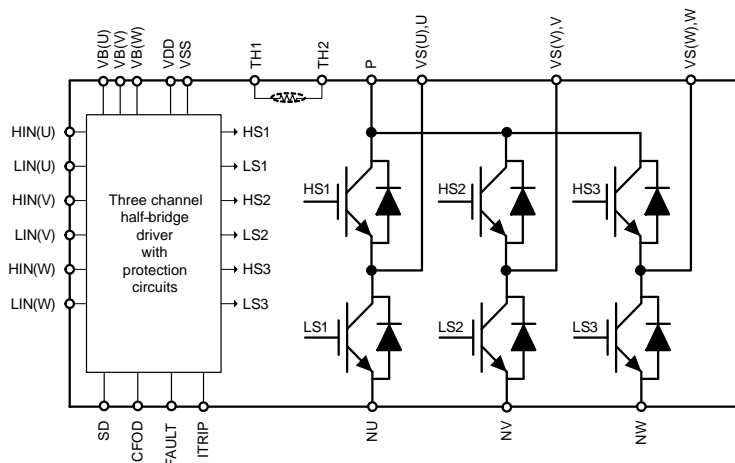 VB(U)
VB(V)
VB(W)
VDD
VSS
TH1
TH2
P
VS(U),U
VS(V),V
VS(W),W
HIN(U)
LIN(U)
HIN(V)
LIN(V)
HIN(W)
LIN(W)
Three channel
half-bridge
driver
with
protection
circuits
HS1
LS1
HS2
LS2
HS3
LS3
HS1
HS2
HS3
LS1
LS2
LS3
SD
CFOD
FAULT
ITRIP
NU
NV
NW